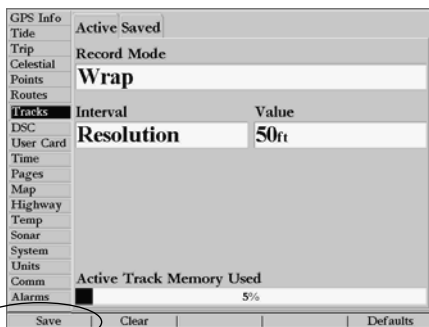 GPS Info
Tide
Trip
Celestial
Points
Routes
Tracks
DSC
User Card
Time
Pages
Map
Highway
Temp
Sonar
System
Units
Comm
Alarms
Active Saved
Record Mode
Wrap
Interval Value
Resolution 50ft
Active Track Memory Used
5%
Save Clear Defaults